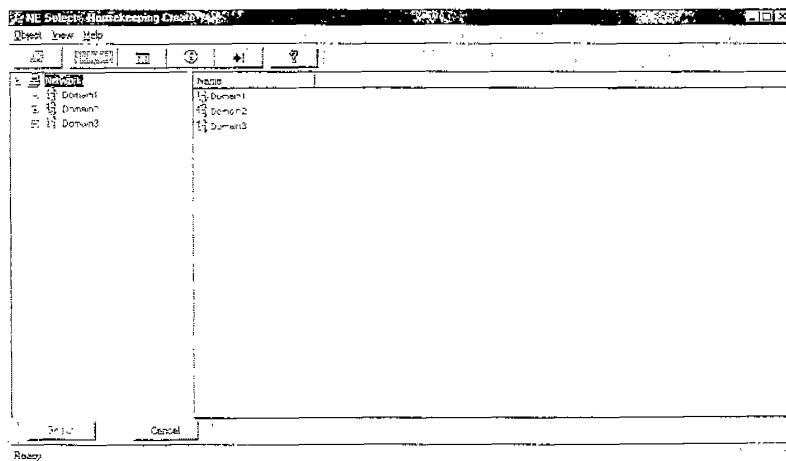 NE Select: Housekeeping Create
Object View Help
Network
Domain1
Domain2
Domain3
Name
Domain1
Domain2
Domain3
Cancel
Ready